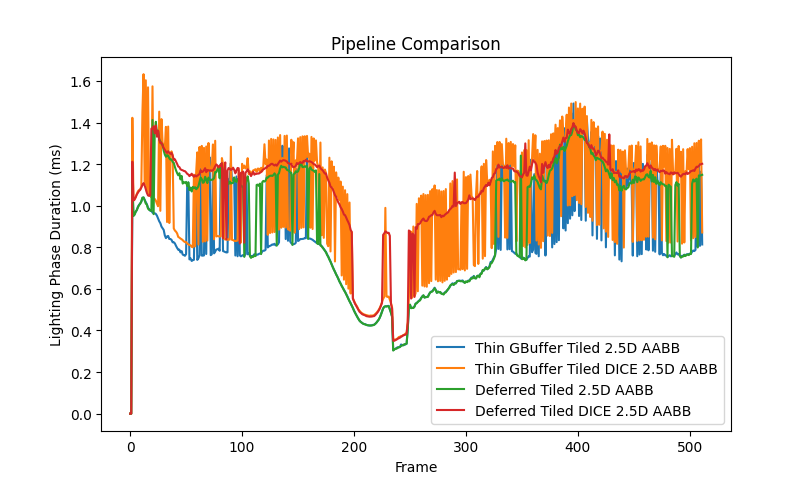 Pipeline Comparison
Lighting Phase Duration (ms)
1.6
1.4
1.2
1.0
0.8
0.6
0.4
0.2
0.0
0
100
200
300
400
500
Frame
Thin GBuffer Tiled 2.5D AABB
Thin GBuffer Tiled DICE 2.5D AABB
Deferred Tiled 2.5D AABB
Deferred Tiled DICE 2.5D AABB